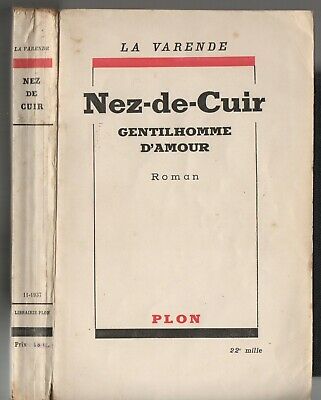 LA VARENDE
NEZ
DE
CUIR
11-1937
LIBRAIRIE PLON
Prix :
LA VARENDE
Nez-de-Cuir
GENTILHOMME
D'AMOUR
Roman
PLON
22e mille